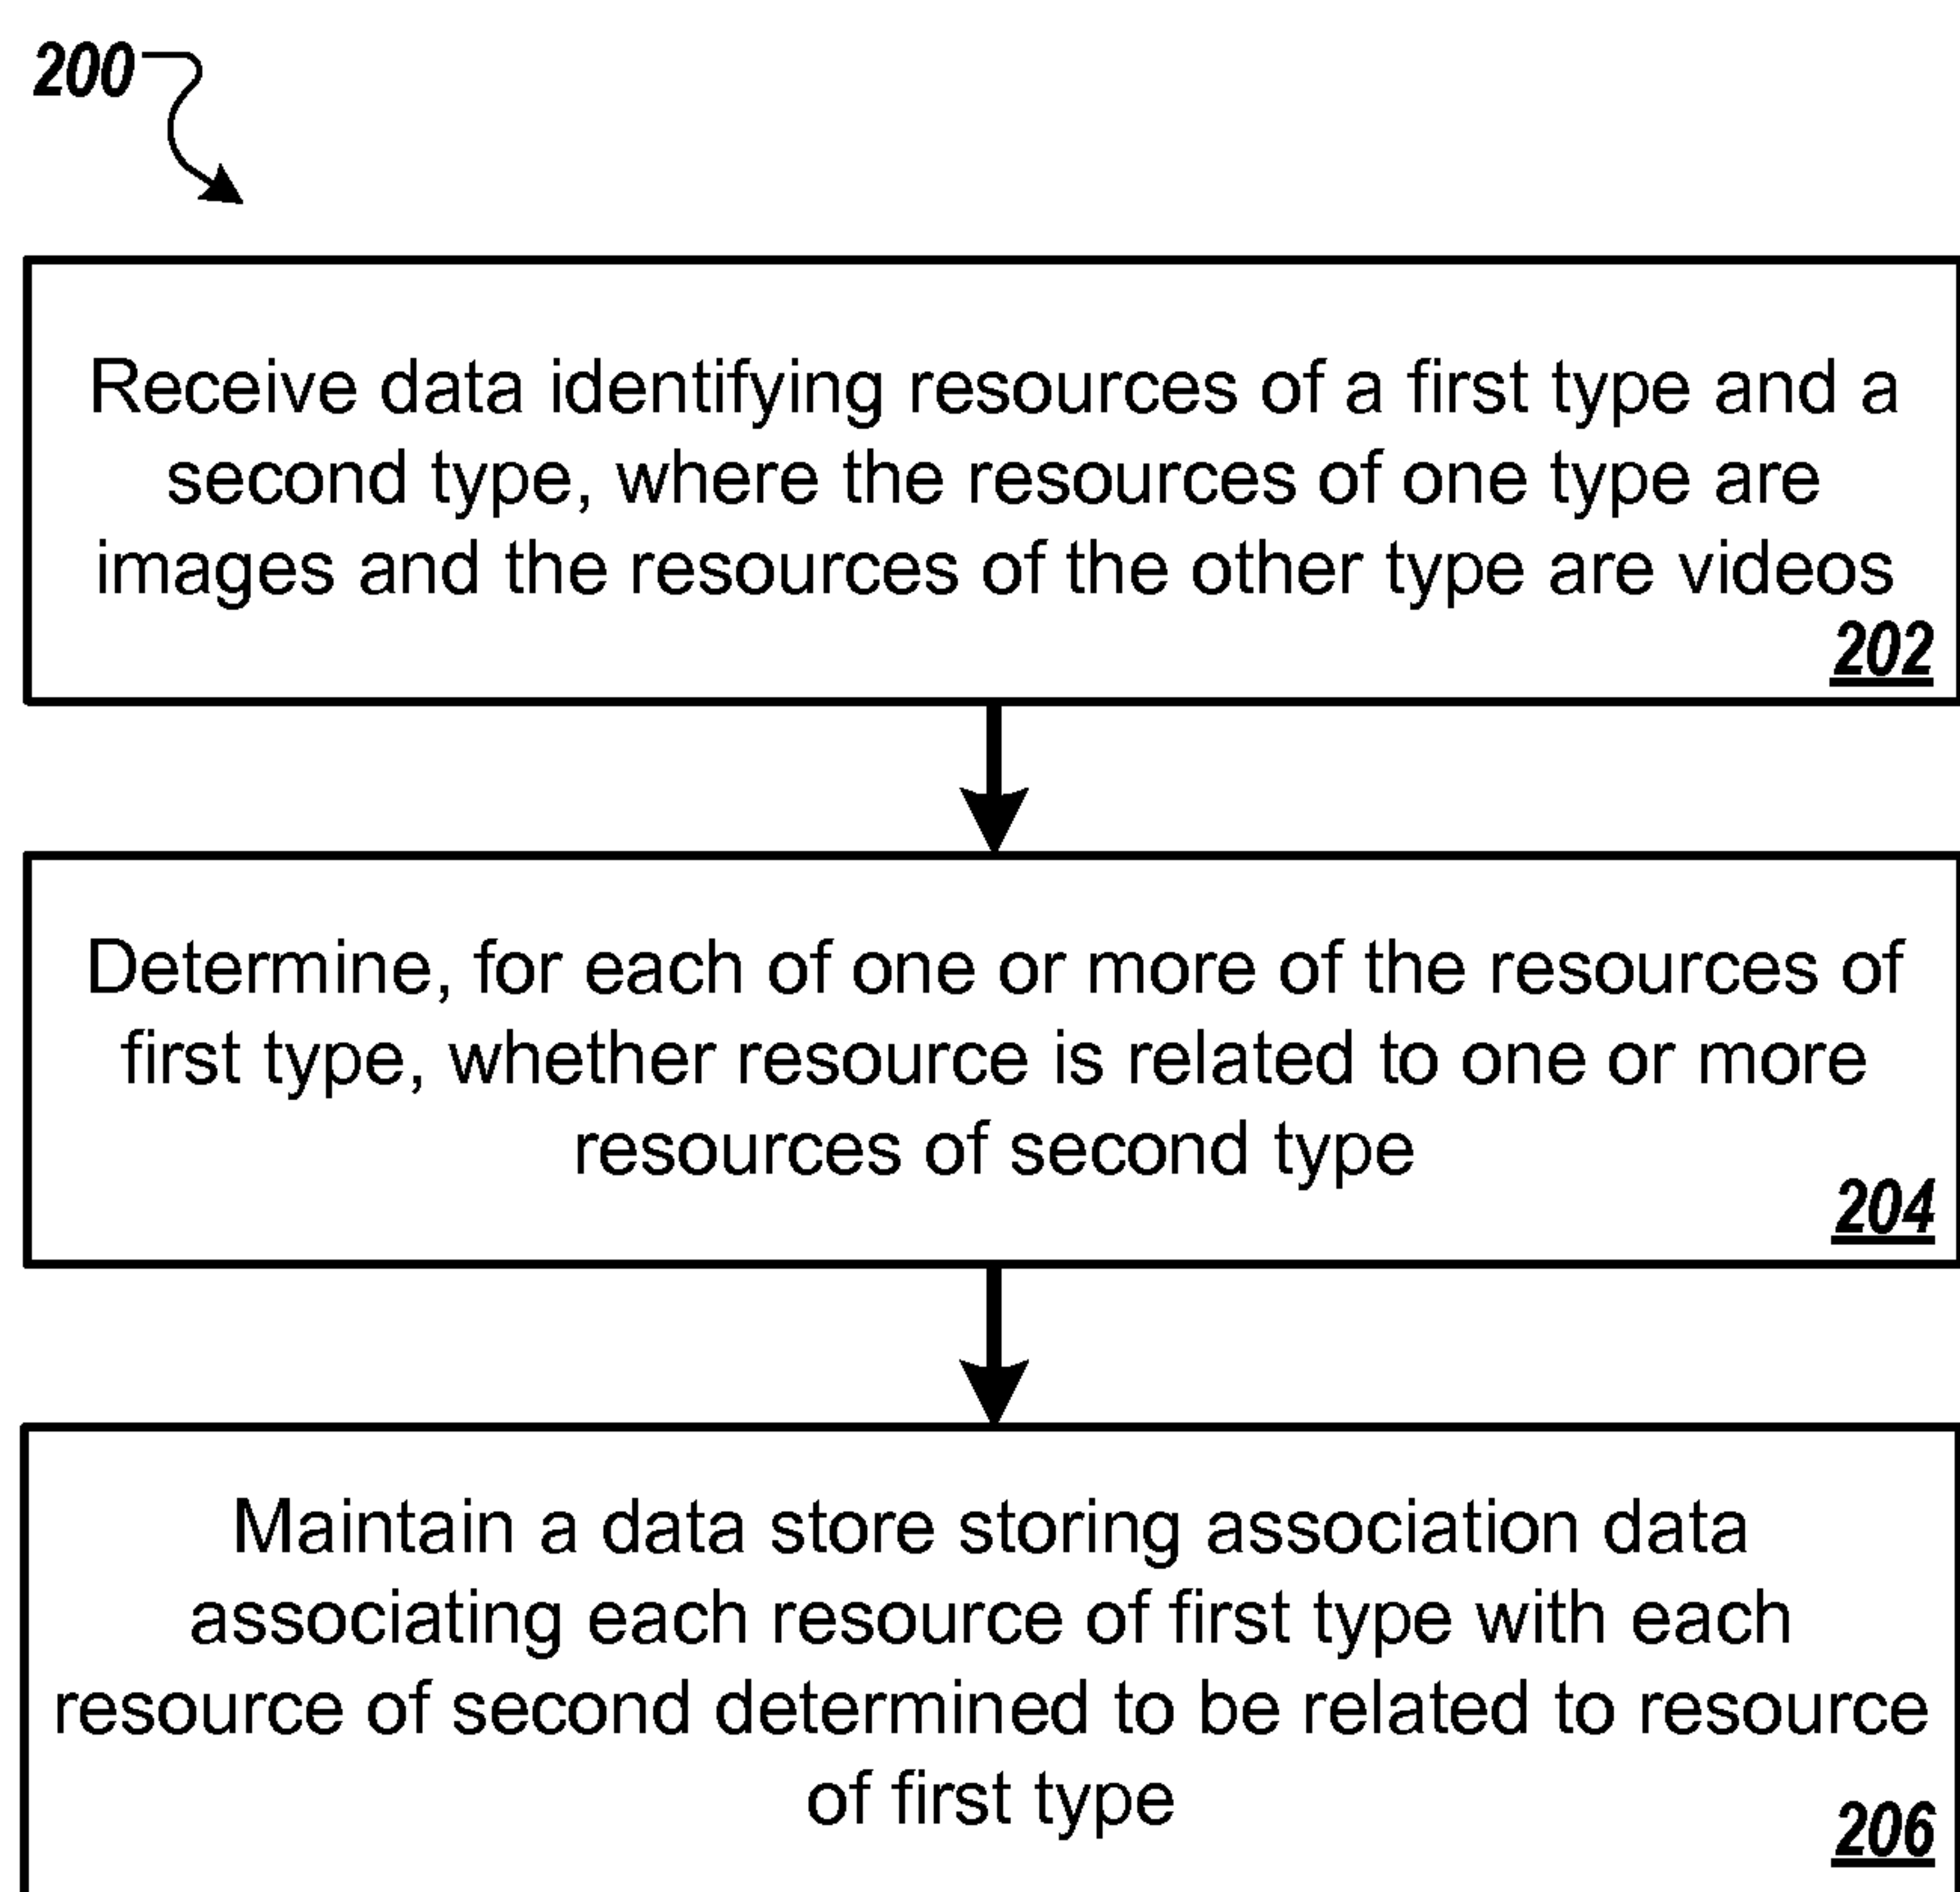 200
Receive data identifying resources of a first type and a
second type, where the resources of one type are
images and the resources of the other type are videos
202
Determine, for each of one or more of the resources of
first type, whether resource is related to one or more
resources of second type
204
Maintain a data store storing association data
associating each resource of first type with each
resource of second determined to be related to resource
of first type
206